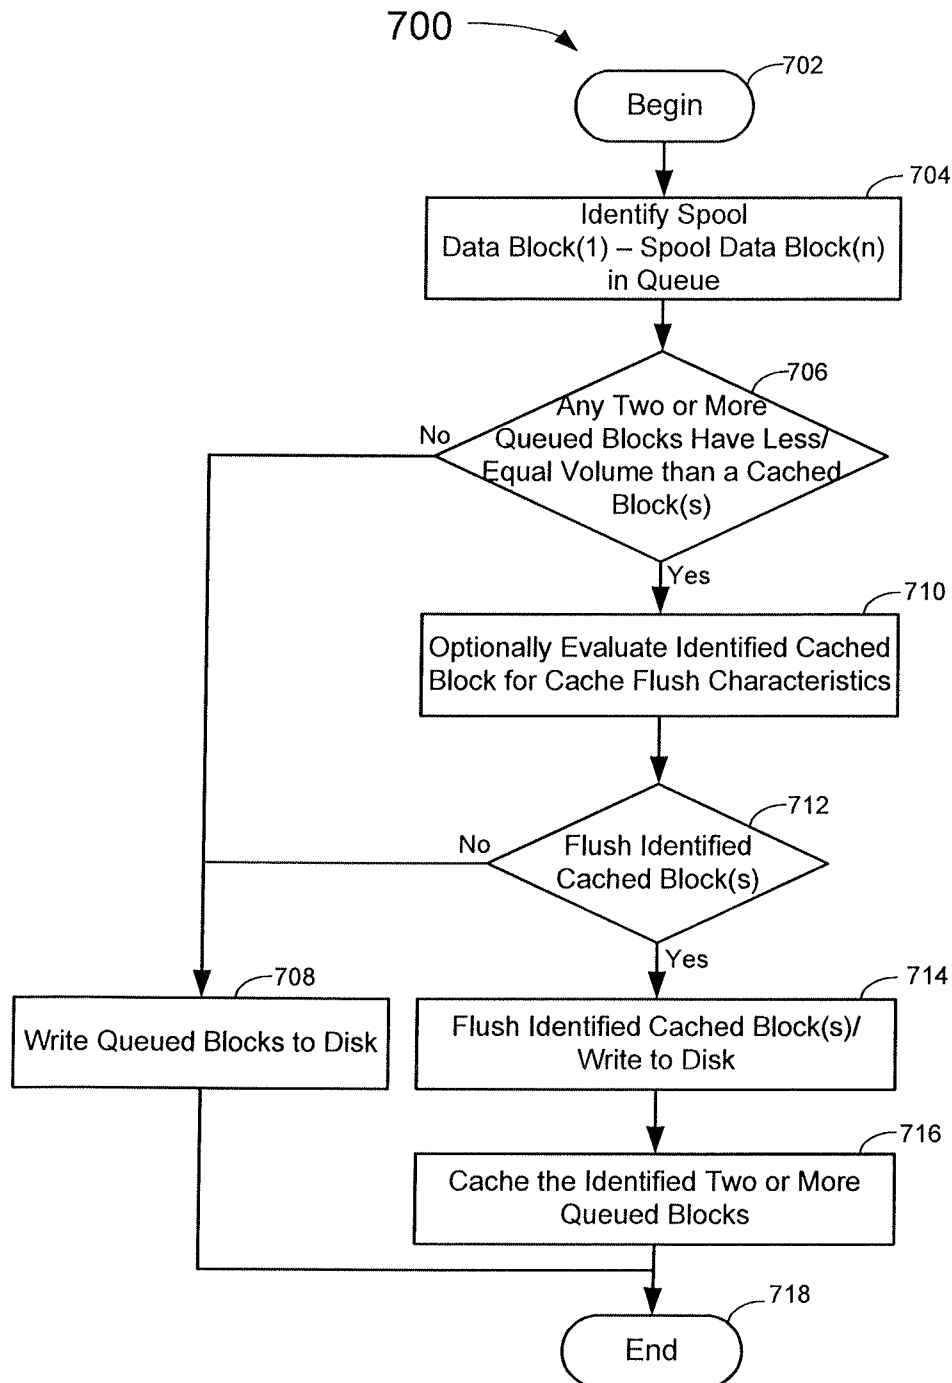 700
702
Begin
704
Identify Spool
Data Block(1) – Spool Data Block(n)
in Queue
706
Any Two or More
Queued Blocks Have Less/
Equal Volume than a Cached
Block(s)
No
Yes
710
Optionally Evaluate Identified Cached
Block for Cache Flush Characteristics
712
Flush Identified
Cached Block(s)
No
Yes
708
Write Queued Blocks to Disk
714
Flush Identified Cached Block(s)/
Write to Disk
716
Cache the Identified Two or More
Queued Blocks
718
End